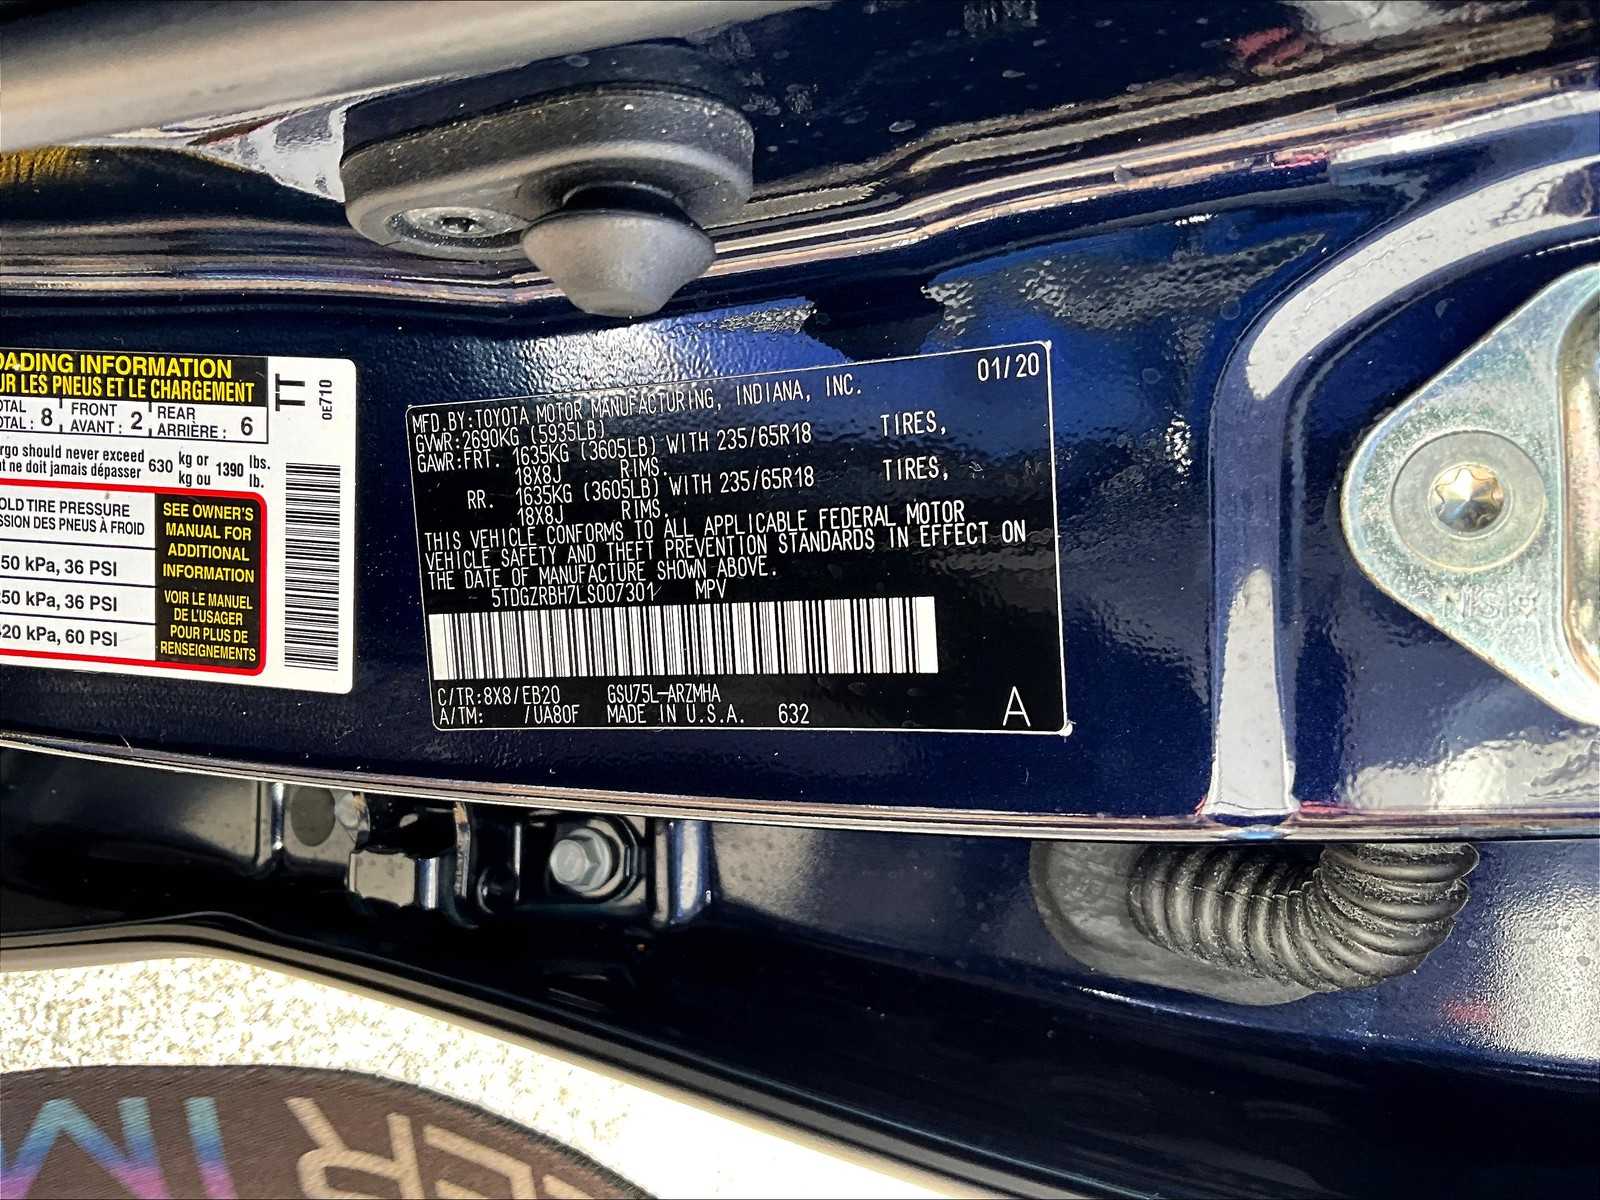 OADING INFORMATION
UR LES PNEUS ET LE CHARGEMENT
OTAL 8 FRONT 2 REAR 6
OTAL : AVANT : ARRIÈRE :
rgo should never exceed 630 kg or 1390 lbs.
nt ne doit jamais dépasser kg ou lb.
OLD TIRE PRESSURE
SSION DES PNEUS À FROID
50 kPa, 36 PSI
250 kPa, 36 PSI
420 kPa, 60 PSI
SEE OWNER'S
MANUAL FOR
ADDITIONAL
INFORMATION
VOIR LE MANUEL
DE L'USAGER
POUR PLUS DE
RENSEIGNEMENTS
TT
0E710
01/20
MFD.BY:TOYOTA MOTOR MANUFACTURING, INDIANA, INC.
GVWR:2690KG (5935LB)
GAWR:FRT. 1635KG (3605LB) WITH 235/65R18 TIRES,
18X8J RIMS.
RR. 1635KG (3605LB) WITH 235/65R18 TIRES,
18X8J RIMS.
THIS VEHICLE CONFORMS TO ALL APPLICABLE FEDERAL MOTOR
VEHICLE SAFETY AND THEFT PREVENTION STANDARDS IN EFFECT ON
THE DATE OF MANUFACTURE SHOWN ABOVE.
5TDGZRBH7LS007301 MPV
C/TR:8X8/EB20 GSU75L-ARZMHA
A/TM: /UA80F MADE IN U.S.A. 632
A